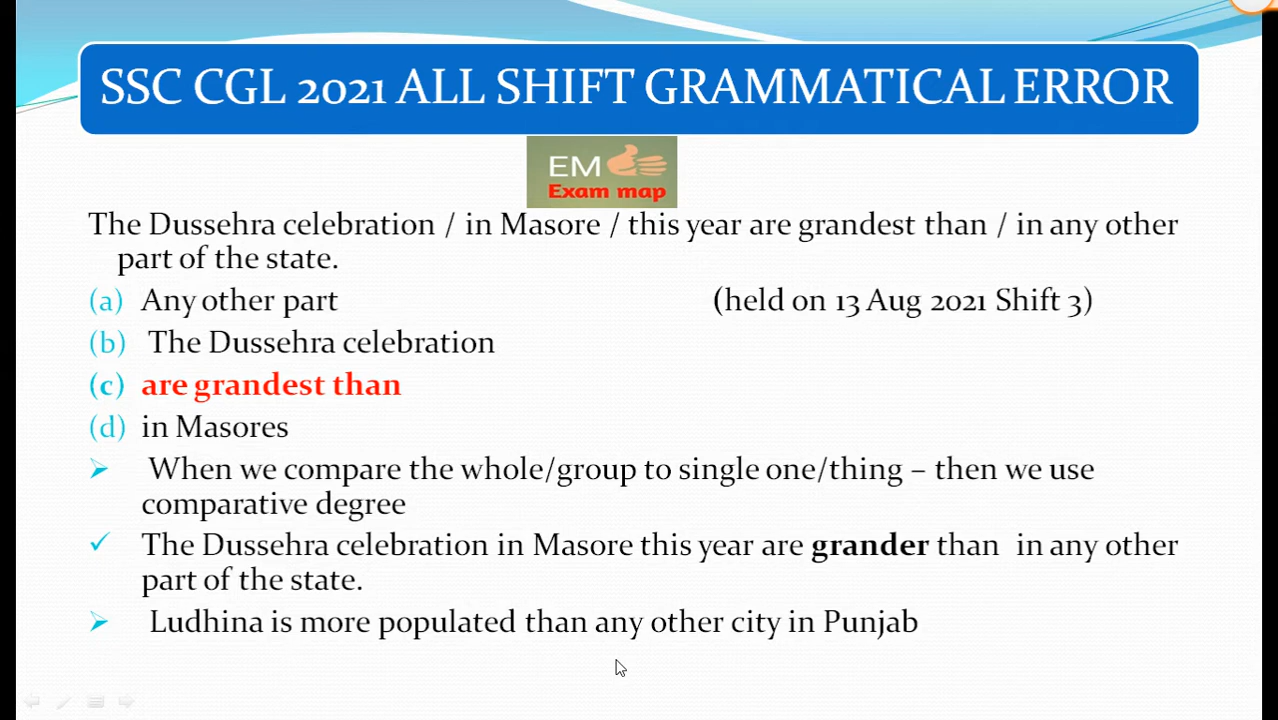 SSC CGL 2021 ALL SHIFT GRAMMATICAL ERROR
EM
Exam map
The Dussehra celebration / in Masore / this year are grandest than / in any other
part of the state.
(a) Any other part (held on 13 Aug 2021 Shift 3)
(b) The Dussehra celebration
(c) are grandest than
(d) in Masores
When we compare the whole/group to single one/thing – then we use
comparative degree
The Dussehra celebration in Masore this year are grander than in any other
part of the state.
Ludhina is more populated than any other city in Punjab